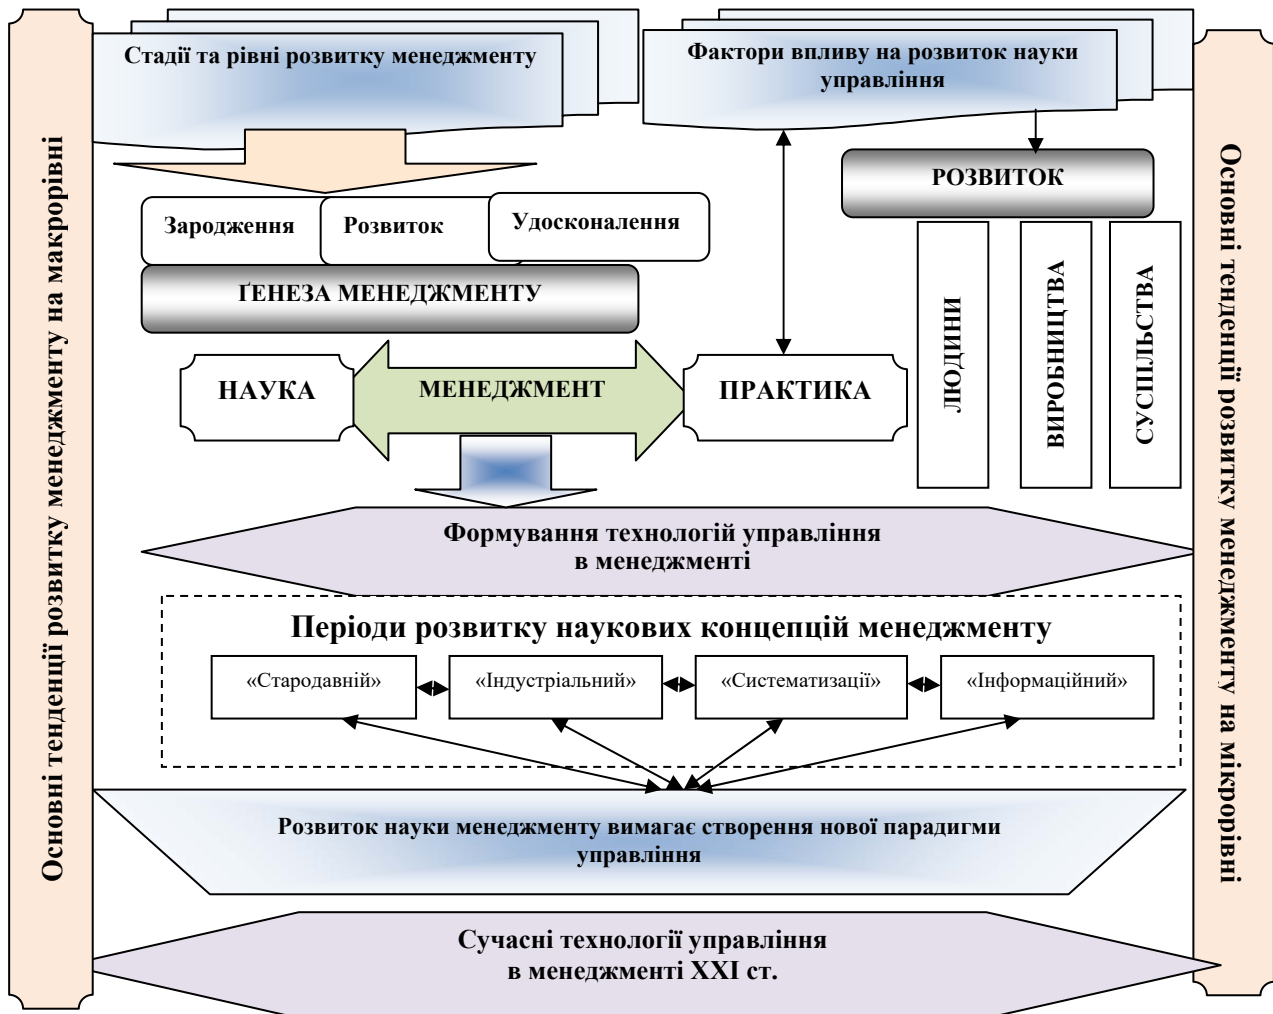 Основні тенденції розвитку менеджменту на макрорівні
Стадії та рівні розвитку менеджменту
Фактори впливу на розвиток науки
управління
РОЗВИТОК
Зародження
Розвиток
Удосконалення
ҐЕНЕЗА МЕНЕДЖМЕНТУ
НАУКА
МЕНЕДЖМЕНТ
ПРАКТИКА
ЛЮДИНИ
ВИРОБНИЦТВА
СУСПІЛЬСТВА
Основні тенденції розвитку менеджменту на мікрорівні
Формування технологій управління
в менеджменті
Періоди розвитку наукових концепцій менеджменту
«Стародавній»
«Індустріальний»
«Систематизації»
«Інформаційний»
Розвиток науки менеджменту вимагає створення нової парадигми
управління
Сучасні технології управління
в менеджменті ХХІ ст.